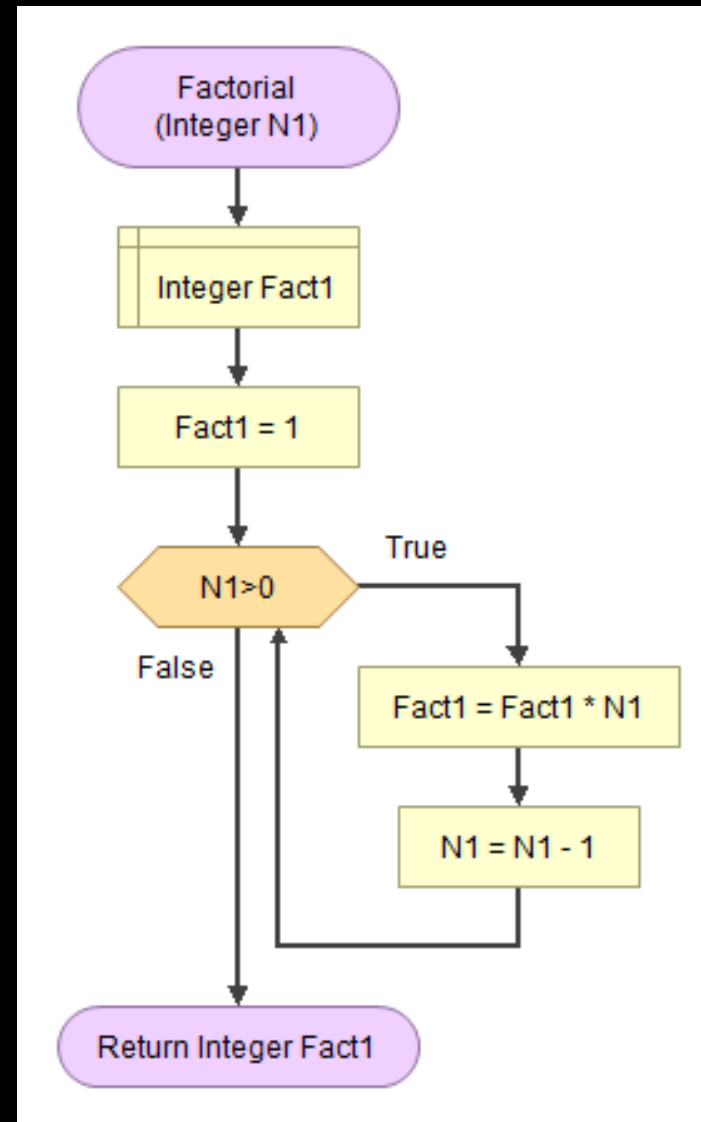 Factorial
(Integer N1)
Integer Fact1
Fact1 = 1
N1>0
True
False
Fact1 = Fact1 * N1
N1 = N1 - 1
Return Integer Fact1